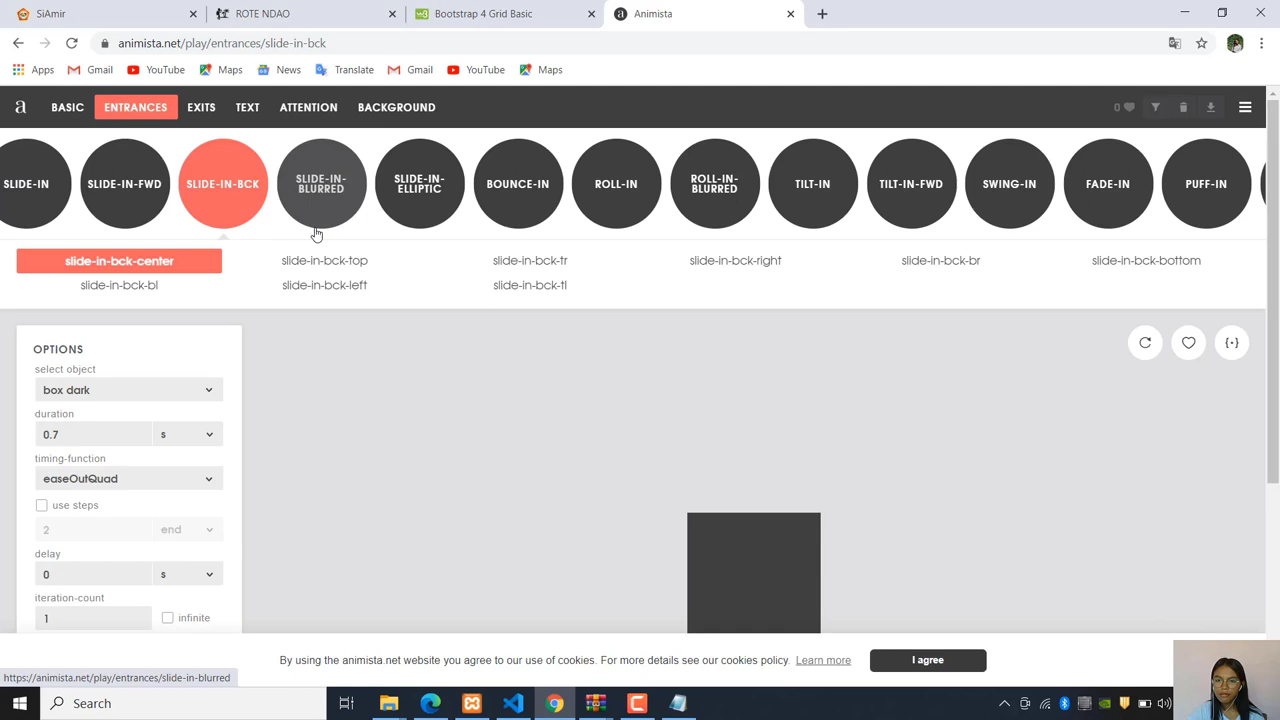 SiAmir
ROTE NDAO
Bootstrap 4 Grid Basic
Animista
animista.net/play/entrances/slide-in-bck
Apps Gmail YouTube Maps News Translate Gmail YouTube Maps
a BASIC ENTRANCES EXITS TEXT ATTENTION BACKGROUND 0
SLIDE-IN
SLIDE-IN-FWD
SLIDE-IN-BCK
SLIDE-IN-
BLURRED
SLIDE-IN-
ELLIPTIC
BOUNCE-IN
ROLL-IN
ROLL-IN-
BLURRED
TILT-IN
TILT-IN-FWD
SWING-IN
FADE-IN
PUFF-IN
slide-in-bck-center slide-in-bck-top slide-in-bck-tr slide-in-bck-right slide-in-bck-br slide-in-bck-bottom
slide-in-bck-bl slide-in-bck-left slide-in-bck-tl
OPTIONS
select object
box dark
duration
0.7 s
timing-function
easeOutQuad
use steps
2 end
delay
0 s
iteration-count
1 infinite
By using the animista.net website you agree to our use of cookies. For more details see our cookies policy. Learn more I agree
https://animista.net/play/entrances/slide-in-blurred
Search